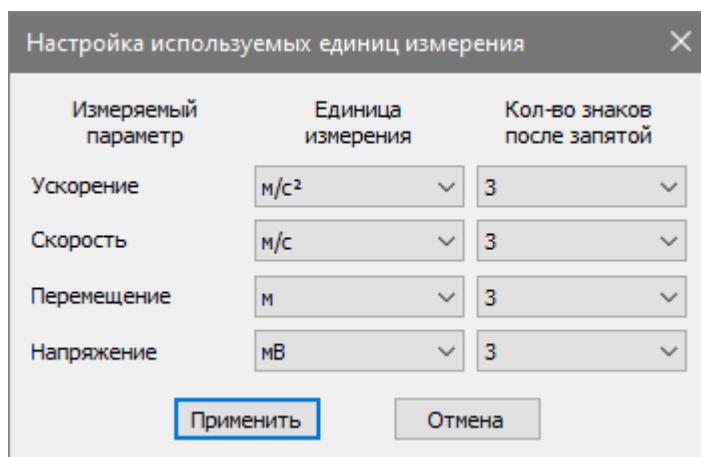 Настройка используемых единиц измерения
Измеряемый параметр
Единица измерения
Кол-во знаков после запятой
Ускорение м/с² 3
Скорость м/с 3
Перемещение м 3
Напряжение мВ 3
Применить Отмена